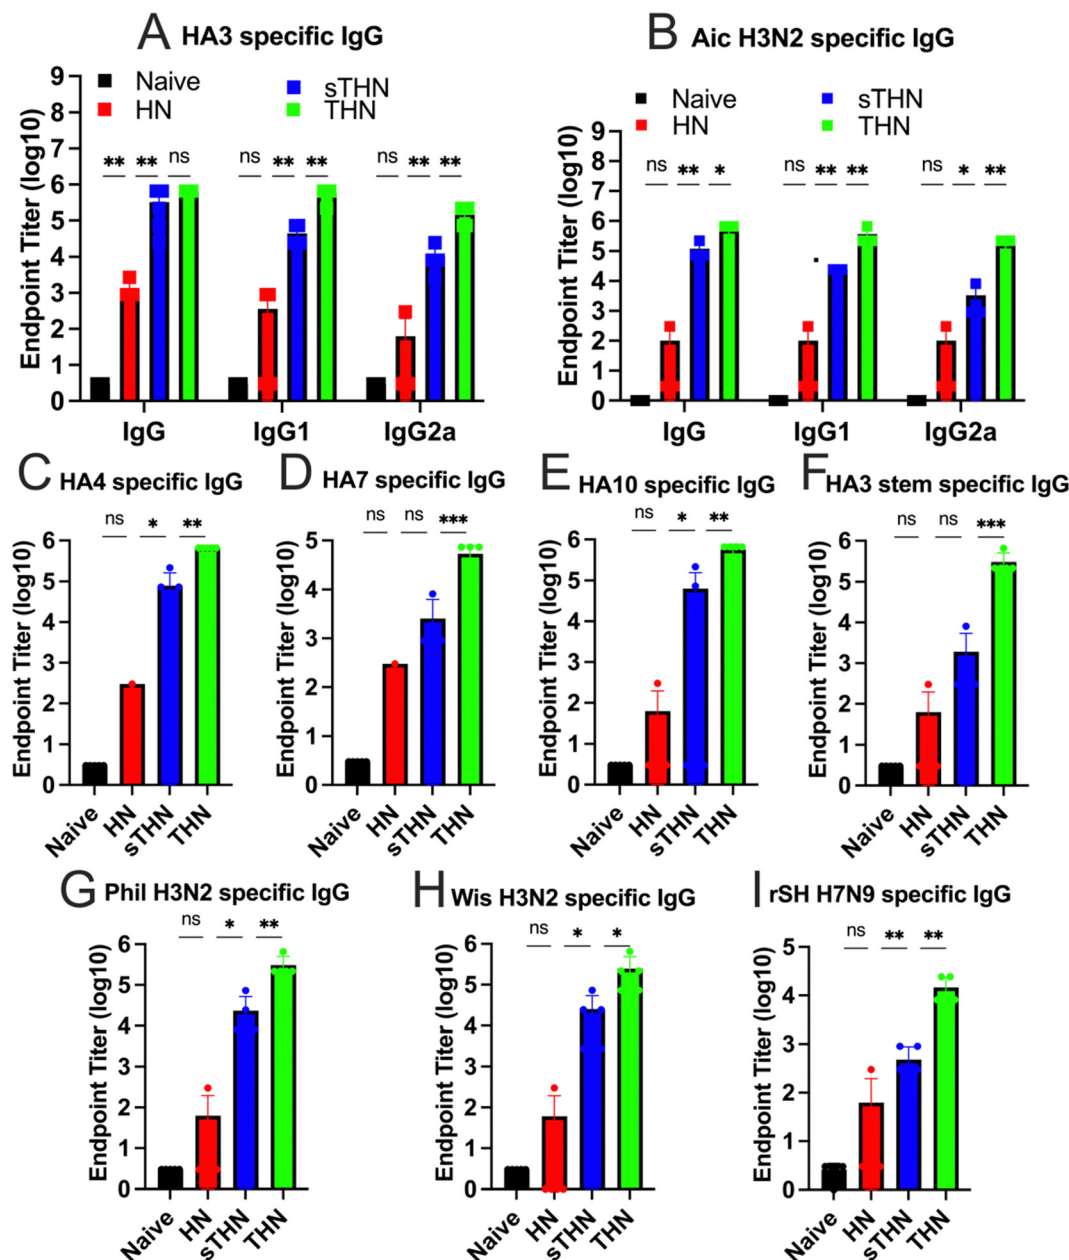 A HA3 specific IgG
Naive
HN
sTHN
THN
Endpoint Titer (log10)
9
8
7
6
5
4
3
2
1
0
** ** ns
ns ** **
ns ** **
IgG IgG1 IgG2a
B Aic H3N2 specific IgG
Naive
HN
sTHN
THN
Endpoint Titer (log10)
9
8
7
6
5
4
3
2
1
0
ns ** *
ns ** **
ns * **
IgG IgG1 IgG2a
C HA4 specific IgG
ns * **
Endpoint Titer (log10)
6
5
4
3
2
1
0
Naive HN sTHN THN
D HA7 specific IgG
ns ns ***
Endpoint Titer (log10)
5
4
3
2
1
0
Naive HN sTHN THN
E HA10 specific IgG
ns * **
Endpoint Titer (log10)
6
5
4
3
2
1
0
Naive HN sTHN THN
F HA3 stem specific IgG
ns ns ***
Endpoint Titer (log10)
6
5
4
3
2
1
0
Naive HN sTHN THN
G Phil H3N2 specific IgG
ns * **
Endpoint Titer (log10)
6
5
4
3
2
1
0
Naive HN sTHN THN
H Wis H3N2 specific IgG
ns * *
Endpoint Titer (log10)
6
5
4
3
2
1
0
Naive HN sTHN THN
I rSH H7N9 specific IgG
ns ** **
Endpoint Titer (log10)
5
4
3
2
1
0
Naive HN sTHN THN